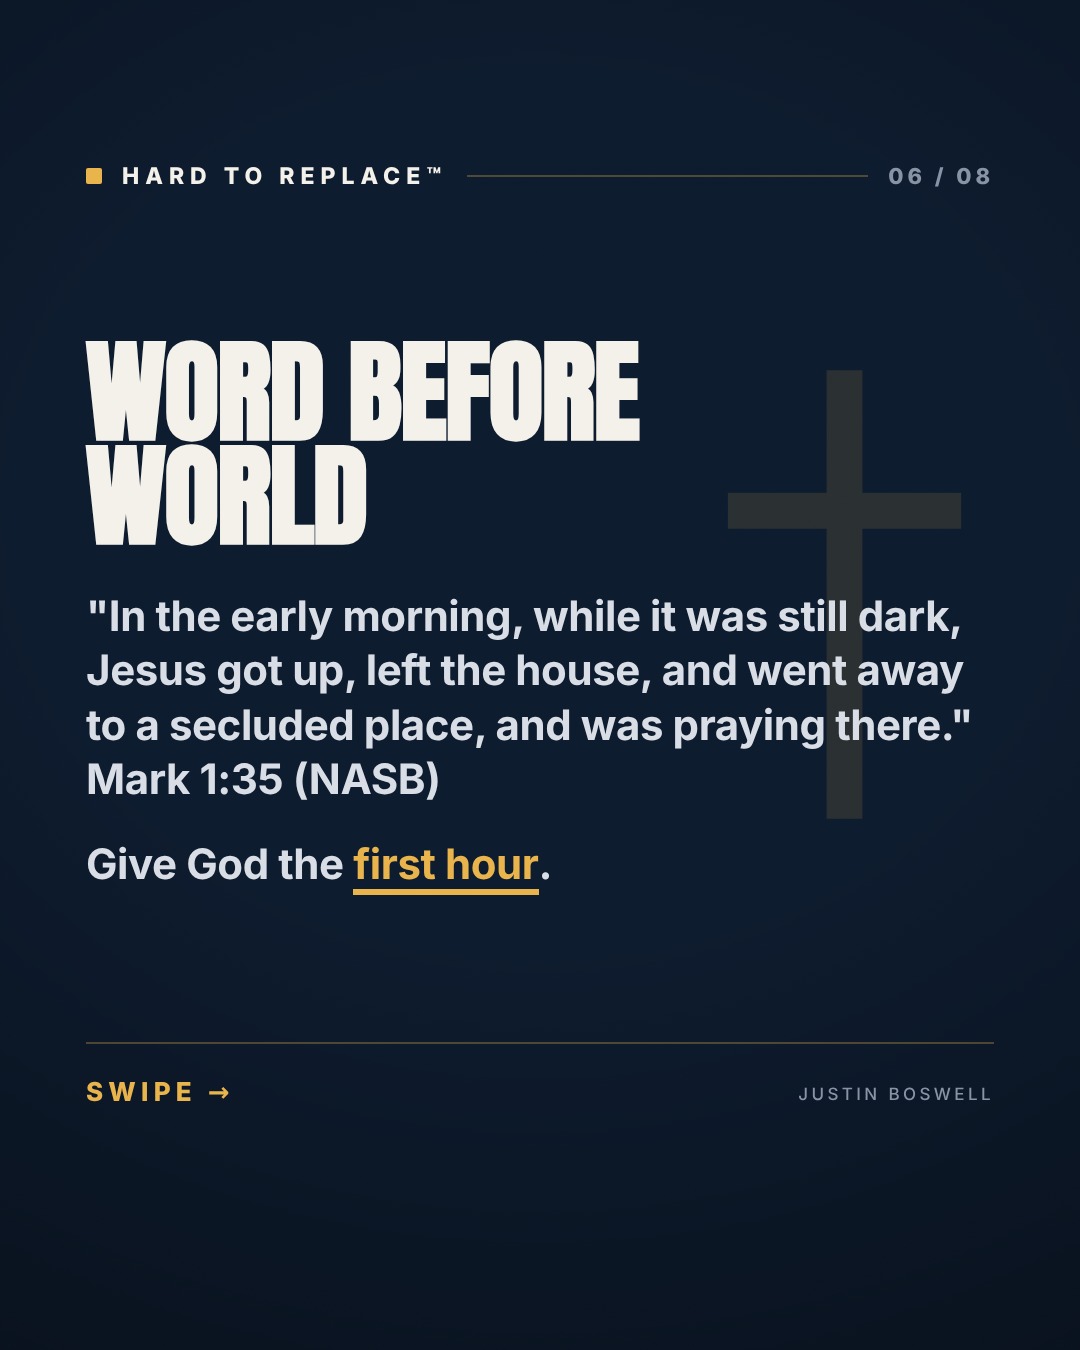 HARD TO REPLACE™
06 / 08
WORD BEFORE
WORLD
"In the early morning, while it was still dark,
Jesus got up, left the house, and went away
to a secluded place, and was praying there."
Mark 1:35 (NASB)
Give God the first hour.
SWIPE →
JUSTIN BOSWELL